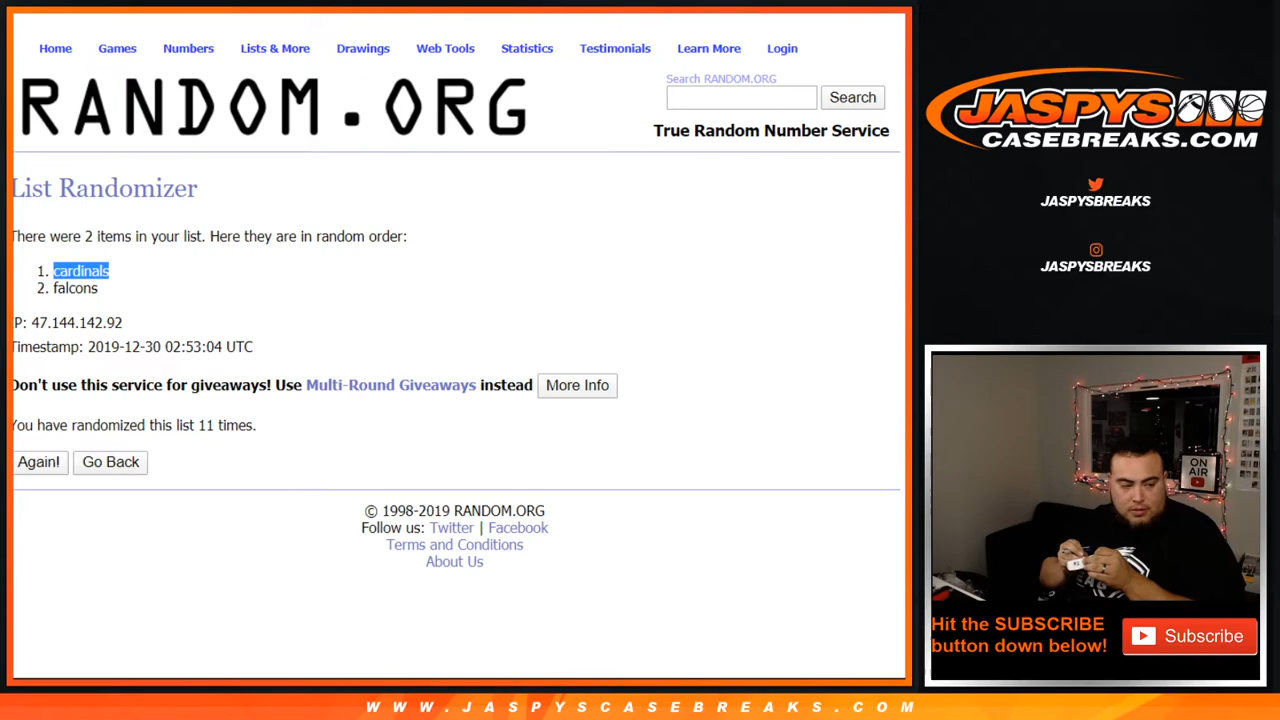 Home Games Numbers Lists & More Drawings Web Tools Statistics Testimonials Learn More Login
RANDOM.ORG
Search RANDOM.ORG
Search
True Random Number Service
List Randomizer
There were 2 items in your list. Here they are in random order:
1. cardinals
2. falcons
IP: 47.144.142.92
Timestamp: 2019-12-30 02:53:04 UTC
Don't use this service for giveaways! Use Multi-Round Giveaways instead More Info
You have randomized this list 11 times.
Again! Go Back
© 1998-2019 RANDOM.ORG
Follow us: Twitter | Facebook
Terms and Conditions
About Us
JASPYS
CASEBREAKS.COM
JASPYSBREAKS
JASPYSBREAKS
ON
AIR
Hit the SUBSCRIBE
button down below!
Subscribe
WWW.JASPYSCASEBREAKS.COM